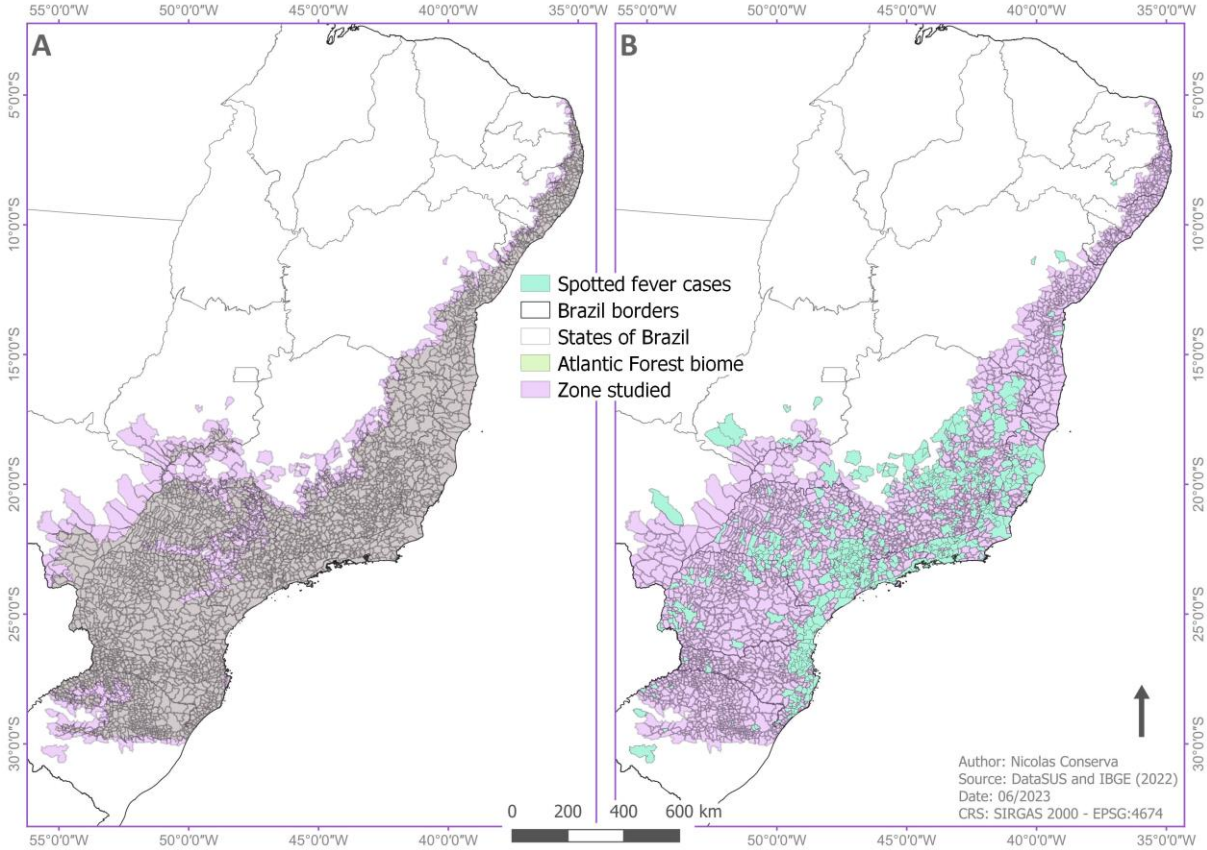 55°0'0"W 50°0'0"W 45°0'0"W 40°0'0"W
55°0'0"W 50°0'0"W 45°0'0"W 40°0'0"W 35°0'0"W
A
B
5°0'0"S
10°0'0"S
15°0'0"S
20°0'0"S
25°0'0"S
30°0'0"S
Spotted fever cases
Brazil borders
States of Brazil
Atlantic Forest biome
Zone studied
5°0'0"S
10°0'0"S
15°0'0"S
20°0'0"S
25°0'0"S
30°0'0"S
Author: Nicolas Conserva
Source: DataSUS and IBGE (2022)
Date: 06/2023
CRS: SIRGAS 2000 - EPSG:4674
0 200 400 600 km
55°0'0"W 50°0'0"W 45°0'0"W 40°0'0"W
50°0'0"W 45°0'0"W 40°0'0"W 35°0'0"W